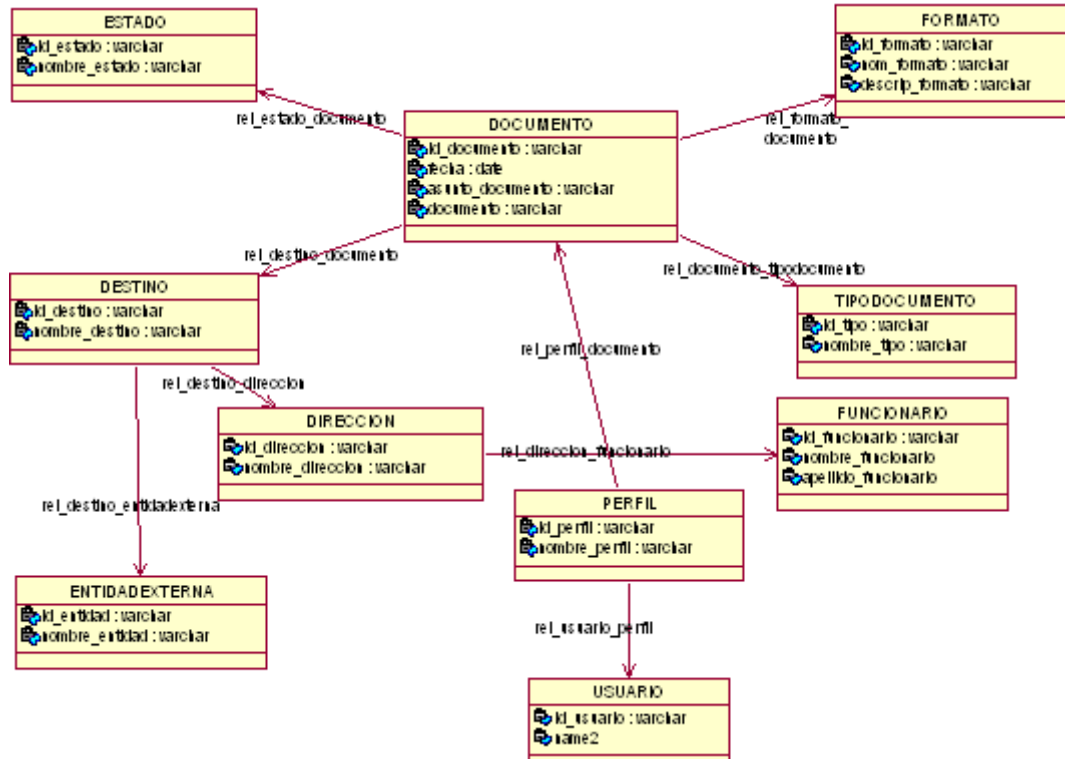 ESTADO
id_estado : varchar
nombre_estado : varchar
FORMATO
id_formato : varchar
nom_formato : varchar
descrip_formato : varchar
rel_estado_documento
rel_formato_
documento
DOCUMENTO
id_documento : varchar
fecha : date
asunto_documento : varchar
documento : varchar
rel_destino_documento
rel_documento_tipodocumento
DESTINO
id_destino : varchar
nombre_destino : varchar
TIPODOCUMENTO
id_tipo : varchar
nombre_tipo : varchar
rel_perfil_documento
rel_destino_direccion
DIRECCION
id_direccion : varchar
nombre_direccion : varchar
rel_direccion_funcionario
FUNCIONARIO
id_funcionario : varchar
nombre_funcionario
apellido_funcionario
rel_destino_entidadexterna
PERFIL
id_perfil : varchar
nombre_perfil : varchar
ENTIDADEXTERNA
id_entidad : varchar
nombre_entidad : varchar
rel_usuario_perfil
USUARIO
id_usuario : varchar
name2